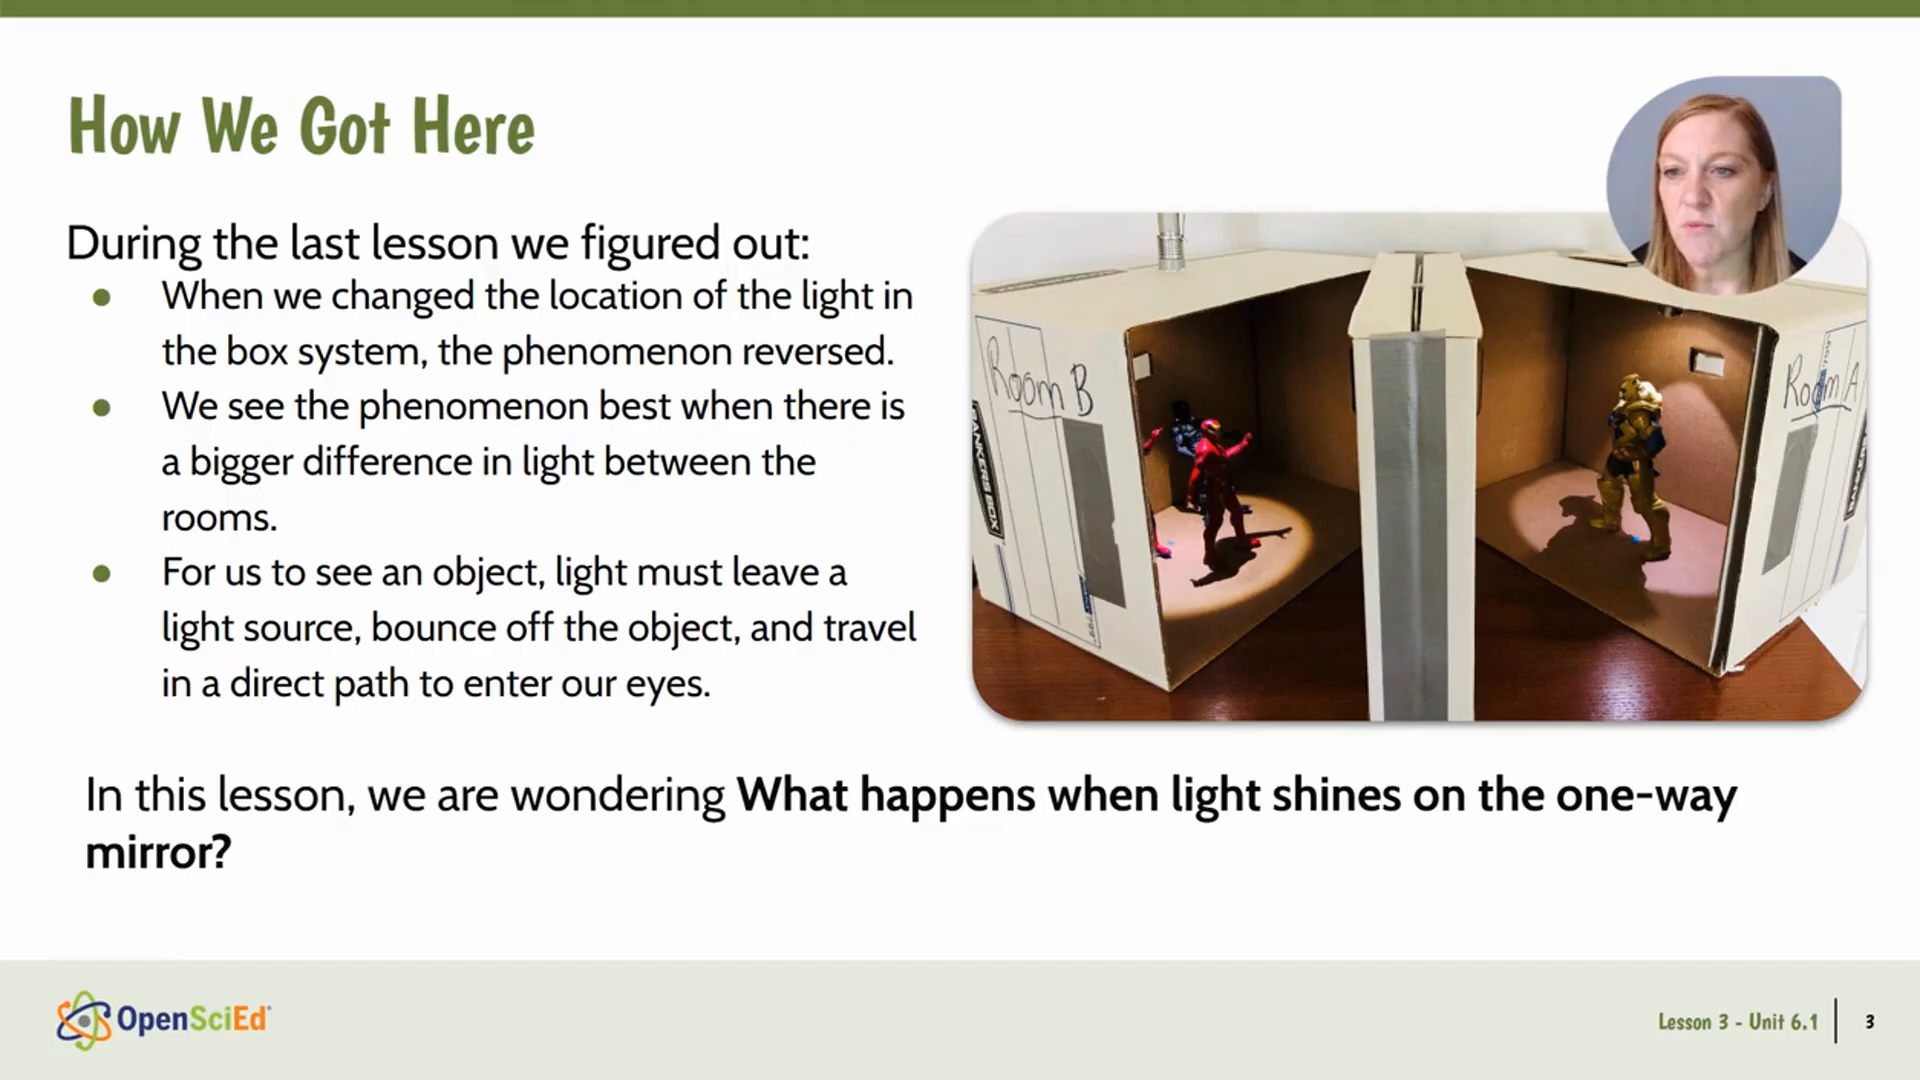 How We Got Here
During the last lesson we figured out:
● When we changed the location of the light in
the box system, the phenomenon reversed.
● We see the phenomenon best when there is
a bigger difference in light between the
rooms.
● For us to see an object, light must leave a
light source, bounce off the object, and travel
in a direct path to enter our eyes.
Room B
Room A
BANKERS BOX
In this lesson, we are wondering What happens when light shines on the one-way
mirror?
OpenSciEd
Lesson 3 - Unit 6.1
3